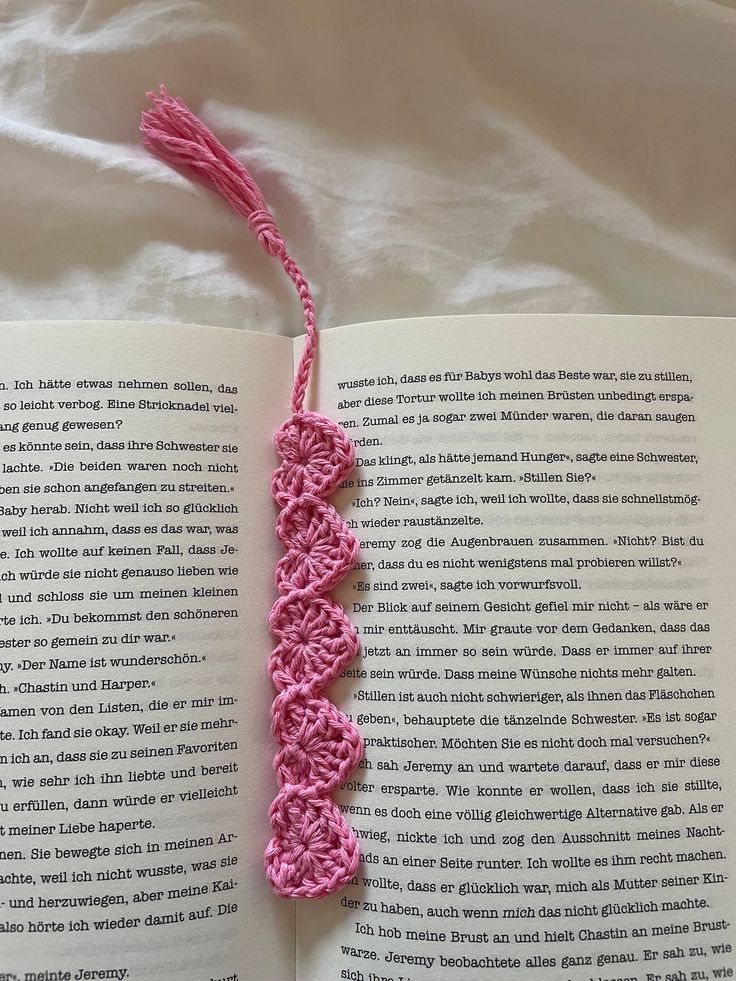 n. Ich hätte etwas nehmen sollen, das
so leicht verbog. Eine Stricknadel viel-
ang genug gewesen?
es könnte sein, dass ihre Schwester sie
lachte. »Die beiden waren noch nicht
ben sie schon angefangen zu streiten.«
Baby herab. Nicht weil ich so glücklich
weil ich annahm, dass es das war, was
e. Ich wollte auf keinen Fall, dass Je-
ch würde sie nicht genauso lieben wie
l und schloss sie um meinen kleinen
rte ich. »Du bekommst den schöneren
ester so gemein zu dir war.«
ny. »Der Name ist wunderschön.«
h. »Chastin und Harper.«
amen von den Listen, die er mir im-
te. Ich fand sie okay. Weil er sie mehr-
m ich an, dass sie zu seinen Favoriten
n, wie sehr ich ihn liebte und bereit
u erfüllen, dann würde er vielleicht
t meiner Liebe haperte.
nen. Sie bewegte sich in meinen Ar-
achte, weil ich nicht wusste, was sie
- und herzuwiegen, aber meine Kai-
also hörte ich wieder damit auf. Die
er«, meinte Jeremy.
wusste ich, dass es für Babys wohl das Beste war, sie zu stillen,
aber diese Tortur wollte ich meinen Brüsten unbedingt erspa-
ren. Zumal es ja sogar zwei Münder waren, die daran saugen
rden.
Das klingt, als hätte jemand Hunger«, sagte eine Schwester,
die ins Zimmer getänzelt kam. »Stillen Sie?«
»Ich? Nein«, sagte ich, weil ich wollte, dass sie schnellstmög-
ch wieder raustänzelte.
eremy zog die Augenbrauen zusammen. »Nicht? Bist du
her, dass du es nicht wenigstens mal probieren willst?«
»Es sind zwei«, sagte ich vorwurfsvoll.
Der Blick auf seinem Gesicht gefiel mir nicht – als wäre er
mir enttäuscht. Mir graute vor dem Gedanken, dass das
jetzt an immer so sein würde. Dass er immer auf ihrer
Seite sein würde. Dass meine Wünsche nichts mehr galten.
»Stillen ist auch nicht schwieriger, als ihnen das Fläschchen
geben«, behauptete die tänzelnde Schwester. »Es ist sogar
praktischer. Möchten Sie es nicht doch mal versuchen?«
ch sah Jeremy an und wartete darauf, dass er mir diese
Folter ersparte. Wie konnte er wollen, dass ich sie stillte,
wenn es doch eine völlig gleichwertige Alternative gab. Als er
hwieg, nickte ich und zog den Ausschnitt meines Nacht-
ds an einer Seite runter. Ich wollte es ihm recht machen.
wollte, dass er glücklich war, mich als Mutter seiner Kin-
der zu haben, auch wenn mich das nicht glücklich machte.
Ich hob meine Brust an und hielt Chastin an meine Brust-
warze. Jeremy beobachtete alles ganz genau. Er sah zu, wie
sich ihre Er sah zu, wie